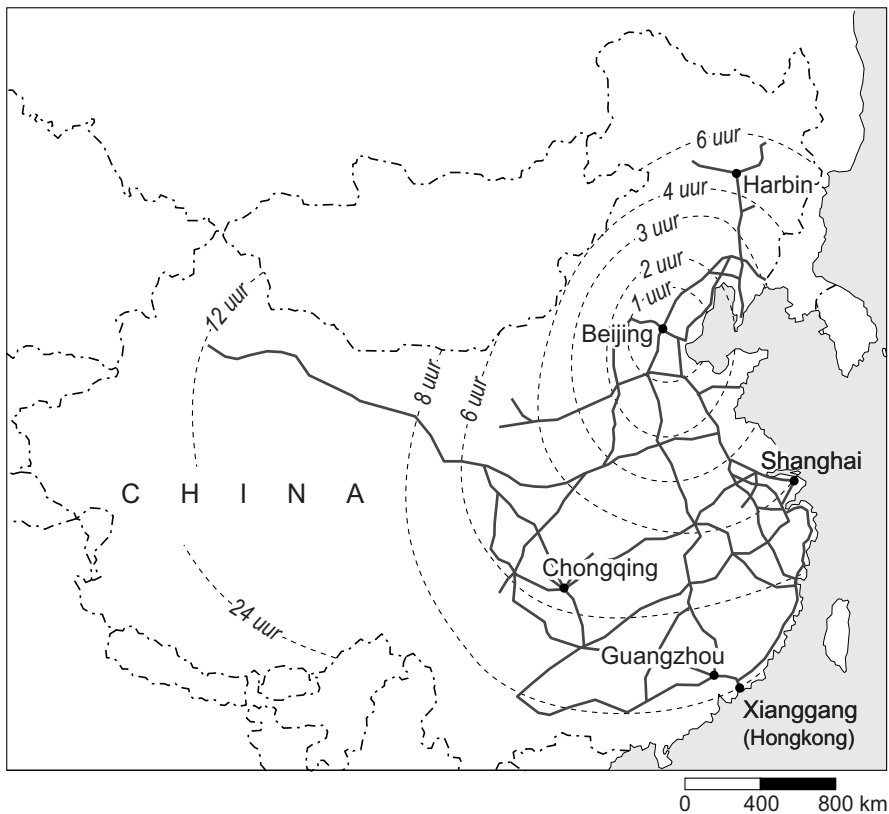 6 uur
Harbin
4 uur
3 uur
2 uur
1 uur
12 uur
Beijing
8 uur
6 uur
Shanghai
C H I N A
Chongqing
24 uur
Guangzhou
Xianggang
(Hongkong)
0 400 800 km